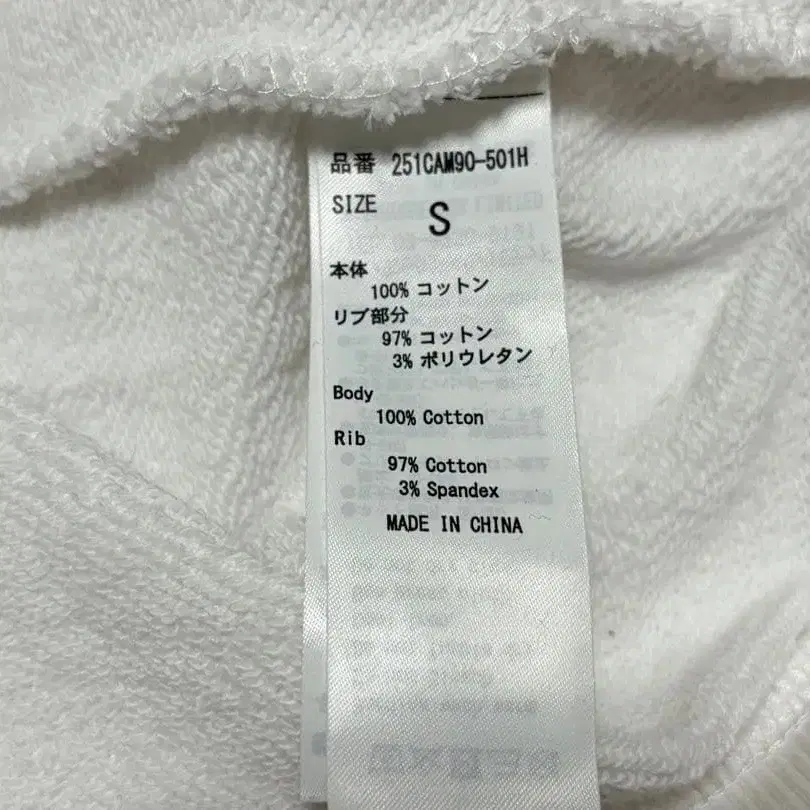 品番 251CAM90-501H
SIZE S
本体
100% コットン
リブ部分
97% コットン
3% ポリウレタン
Body
100% Cotton
Rib
97% Cotton
3% Spandex
MADE IN CHINA